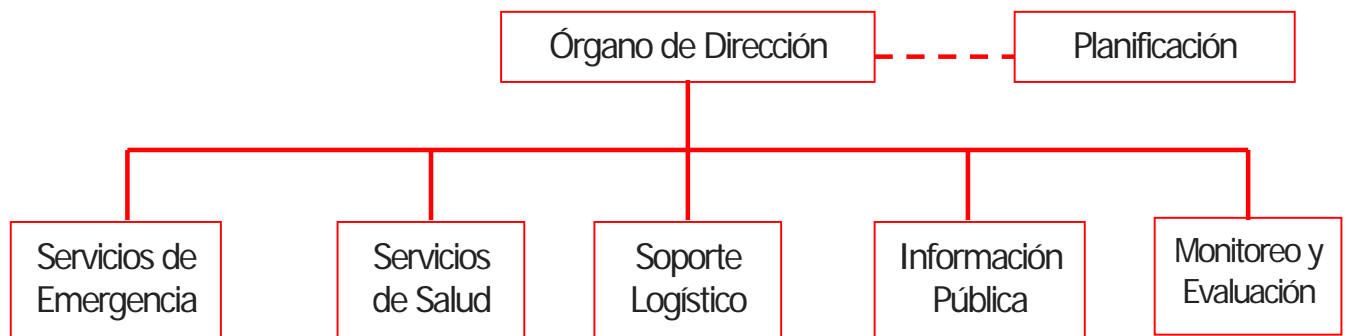 Órgano de Dirección
Planificación
Servicios de
Emergencia
Servicios
de Salud
Soporte
Logístico
Información
Pública
Monitoreo y
Evaluación